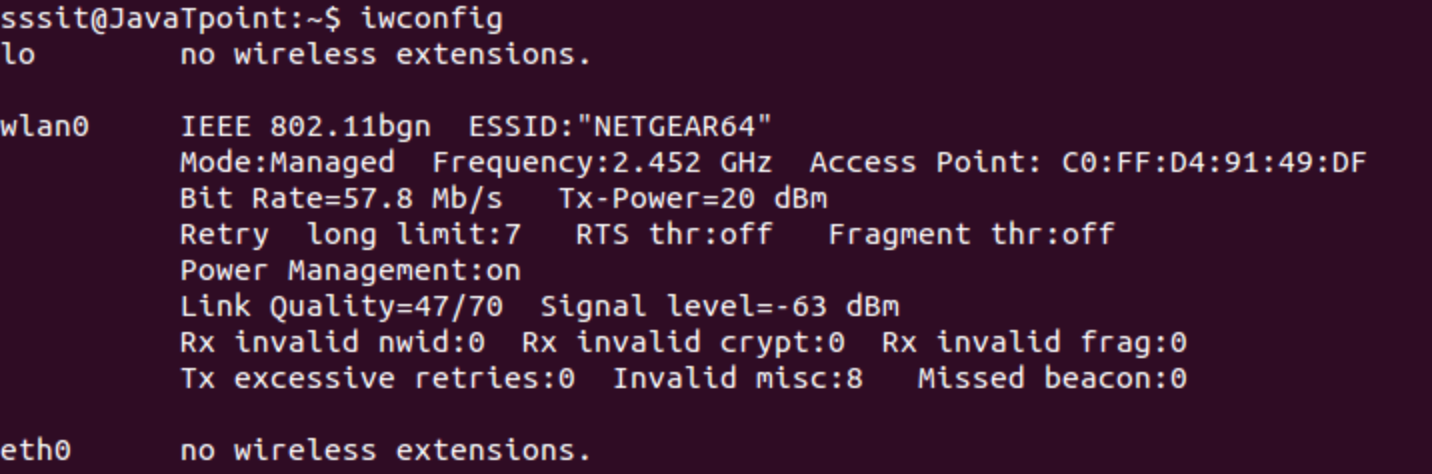 sssit@JavaTpoint:~$ iwconfig
lo        no wireless extensions.
wlan0     IEEE 802.11bgn  ESSID:"NETGEAR64"
          Mode:Managed  Frequency:2.452 GHz  Access Point: C0:FF:D4:91:49:DF
          Bit Rate=57.8 Mb/s   Tx-Power=20 dBm
          Retry  long limit:7   RTS thr:off   Fragment thr:off
          Power Management:on
          Link Quality=47/70  Signal level=-63 dBm
          Rx invalid nwid:0  Rx invalid crypt:0  Rx invalid frag:0
          Tx excessive retries:0  Invalid misc:8   Missed beacon:0
eth0      no wireless extensions.